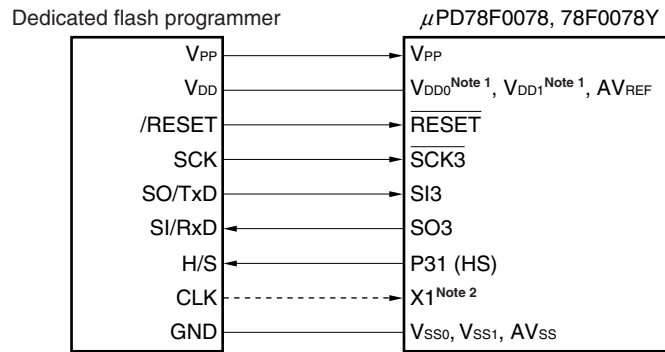 Dedicated flash programmer μPD78F0078, 78F0078Y
VPP VPP
VDD VDD0Note 1, VDD1Note 1, AVREF
/RESET RESET
SCK SCK3
SO/TxD SI3
SI/RxD SO3
H/S P31 (HS)
CLK X1Note 2
GND VSS0, VSS1, AVSS